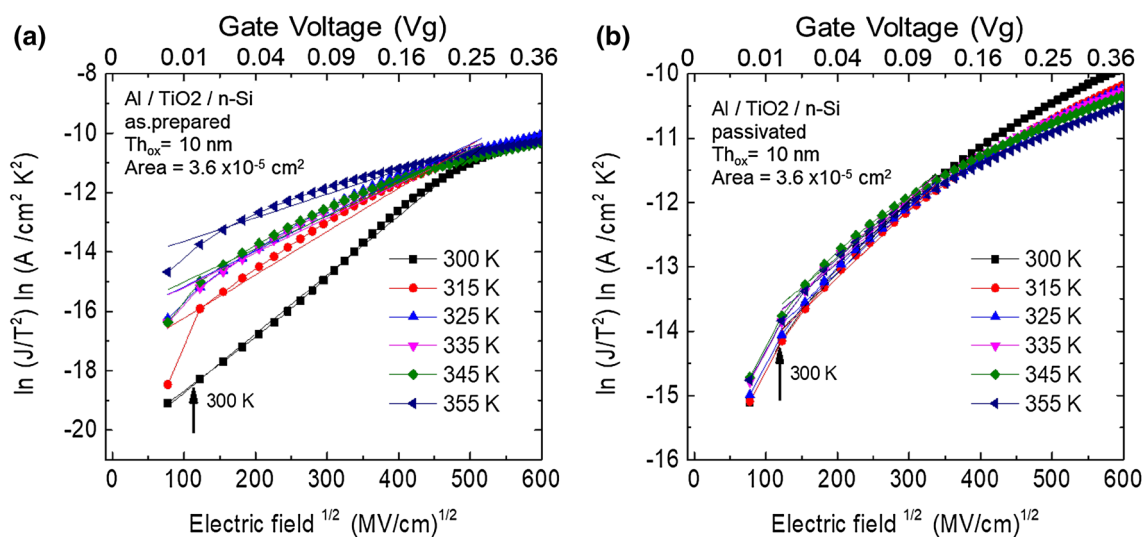 (a)
Gate Voltage (Vg)
0 0.01 0.04 0.09 0.16 0.25 0.36
Al / TiO2 / n-Si
as.prepared
Th_ox= 10 nm
Area = 3.6 x10⁻⁵ cm²
ln (J/T²) ln (A /cm² K²)
-8
-10
-12
-14
-16
-18
-20
300 K
315 K
325 K
335 K
345 K
355 K
300 K
0 100 200 300 400 500 600
Electric field ¹/² (MV/cm)¹/²
(b)
Gate Voltage (Vg)
0 0.01 0.04 0.09 0.16 0.25 0.36
Al / TiO2 / n-Si
passivated
Th_ox= 10 nm
Area = 3.6 x10⁻⁵ cm²
ln (J/T²) ln (A /cm² K²)
-10
-11
-12
-13
-14
-15
-16
300 K
315 K
325 K
335 K
345 K
355 K
300 K
0 100 200 300 400 500 600
Electric field ¹/² (MV/cm)¹/²